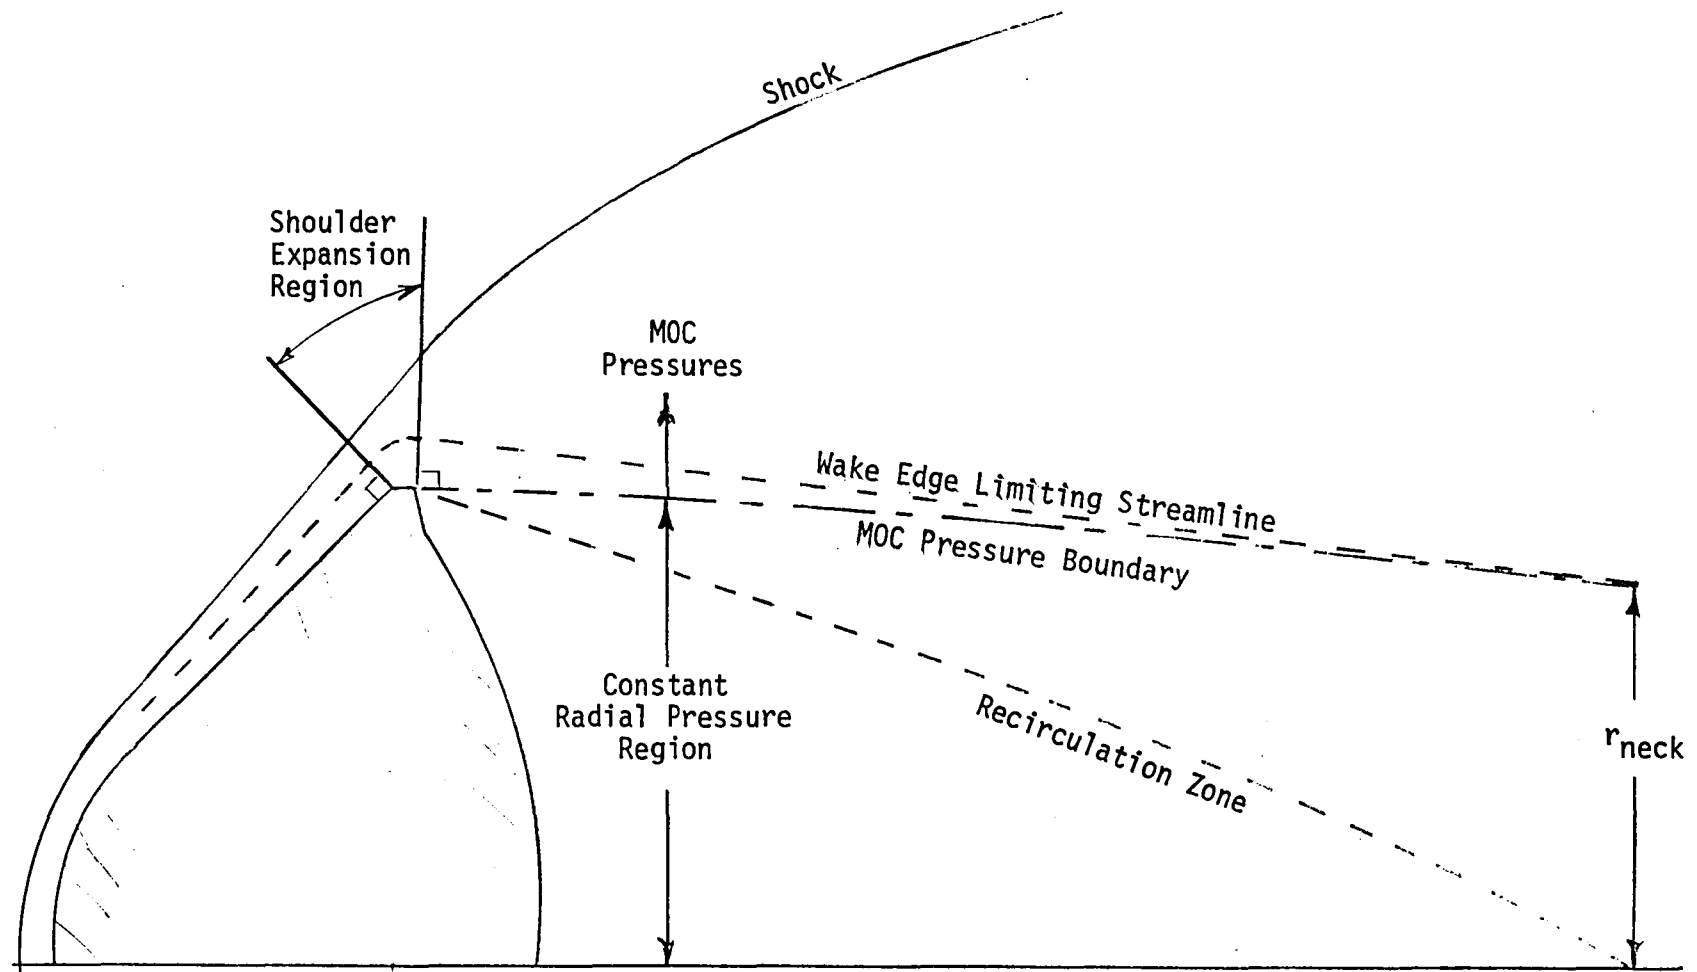 Shock
Shoulder
Expansion
Region
MOC
Pressures
Wake Edge Limiting Streamline
MOC Pressure Boundary
Constant
Radial Pressure
Region
Recirculation Zone
rneck